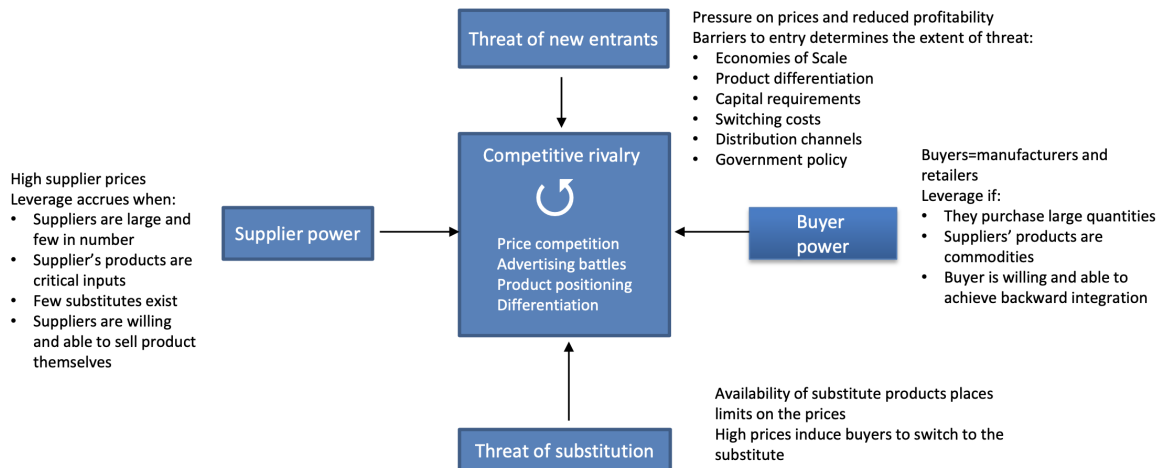 Threat of new entrants
Pressure on prices and reduced profitability
Barriers to entry determines the extent of threat:
• Economies of Scale
• Product differentiation
• Capital requirements
• Switching costs
• Distribution channels
• Government policy
High supplier prices
Leverage accrues when:
• Suppliers are large and
few in number
• Supplier's products are
critical inputs
• Few substitutes exist
• Suppliers are willing
and able to sell product
themselves
Supplier power
Competitive rivalry
Price competition
Advertising battles
Product positioning
Differentiation
Buyer
power
Buyers=manufacturers and
retailers
Leverage if:
• They purchase large quantities
• Suppliers' products are
commodities
• Buyer is willing and able to
achieve backward integration
Threat of substitution
Availability of substitute products places
limits on the prices
High prices induce buyers to switch to the
substitute